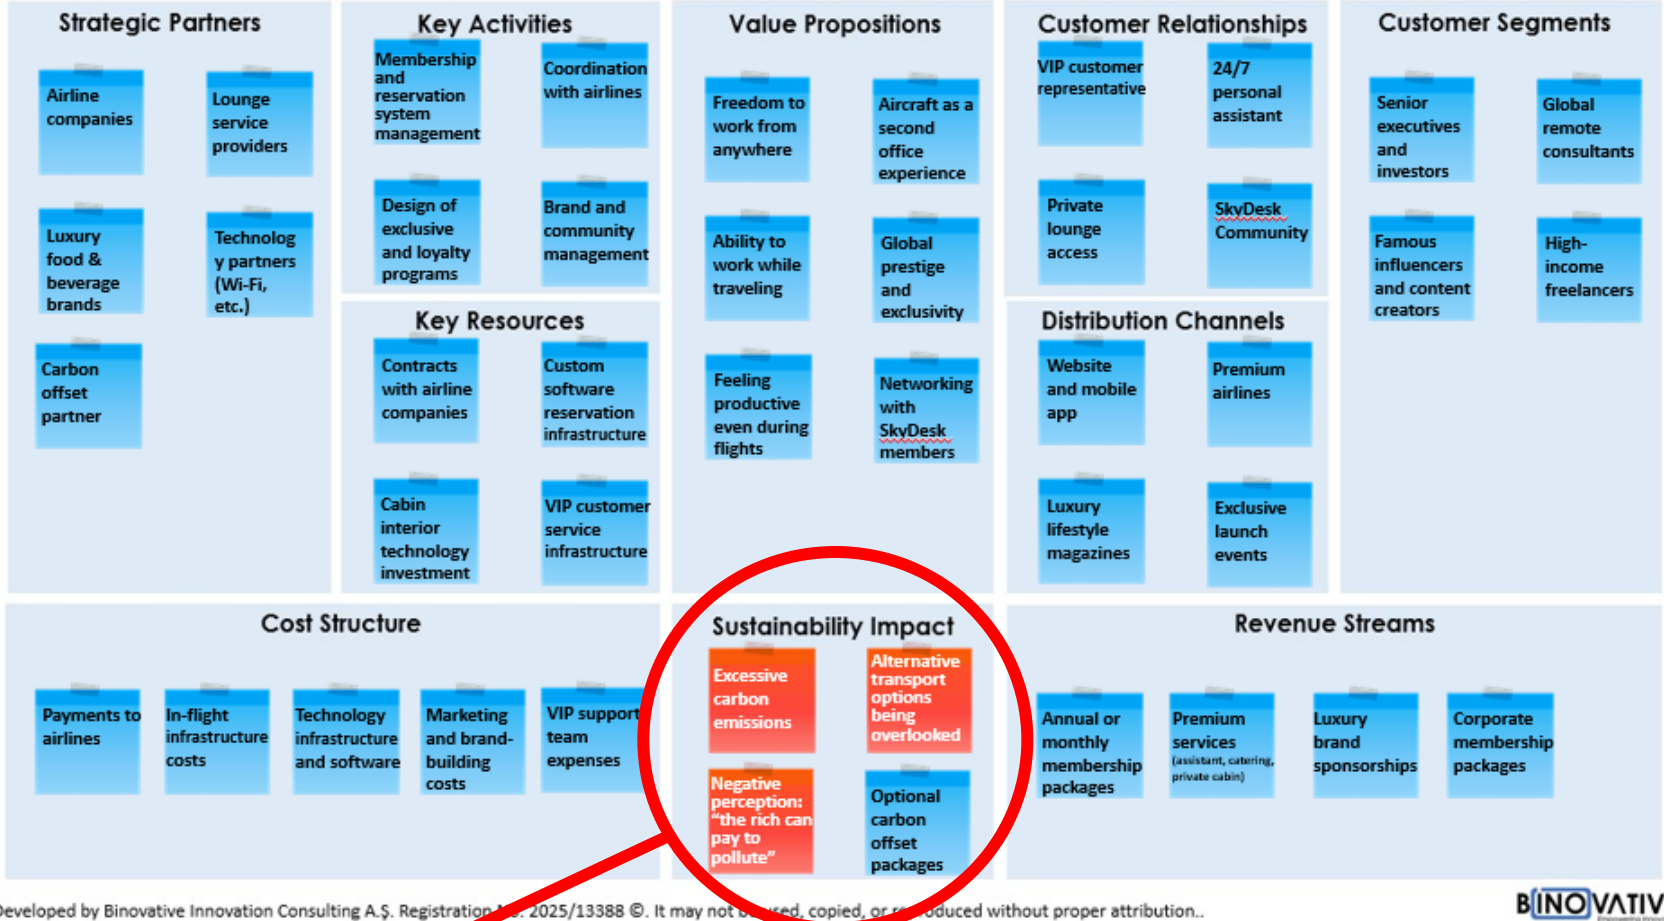 Strategic Partners
Airline
companies
Lounge
service
providers
Luxury
food &
beverage
brands
Technolog
y partners
(Wi-Fi,
etc.)
Carbon
offset
partner
Key Activities
Membership
and
reservation
system
management
Coordination
with airlines
Design of
exclusive
and loyalty
programs
Brand and
community
management
Key Resources
Contracts
with airline
companies
Custom
software
reservation
infrastructure
Cabin
interior
technology
investment
VIP customer
service
infrastructure
Value Propositions
Freedom to
work from
anywhere
Aircraft as a
second
office
experience
Ability to
work while
traveling
Global
prestige
and
exclusivity
Feeling
productive
even during
flights
Networking
with
SkyDesk
members
Customer Relationships
VIP customer
representative
24/7
personal
assistant
Private
lounge
access
SkyDesk
Community
Distribution Channels
Website
and mobile
app
Premium
airlines
Luxury
lifestyle
magazines
Exclusive
launch
events
Customer Segments
Senior
executives
and
investors
Global
remote
consultants
Famous
influencers
and content
creators
High-
income
freelancers
Cost Structure
Payments to
airlines
In-flight
infrastructure
costs
Technology
infrastructure
and software
Marketing
and brand-
building
costs
VIP support
team
expenses
Sustainability Impact
Excessive
carbon
emissions
Alternative
transport
options
being
overlooked
Negative
perception:
“the rich can
pay to
pollute”
Optional
carbon
offset
packages
Revenue Streams
Annual or
monthly
membership
packages
Premium
services
(assistant, catering,
private cabin)
Luxury
brand
sponsorships
Corporate
membership
packages
Developed by Binovative Innovation Consulting A.Ş. Registration 2025/13388 ©. It may not used, copied, or without proper attribution..
BINOVATIV